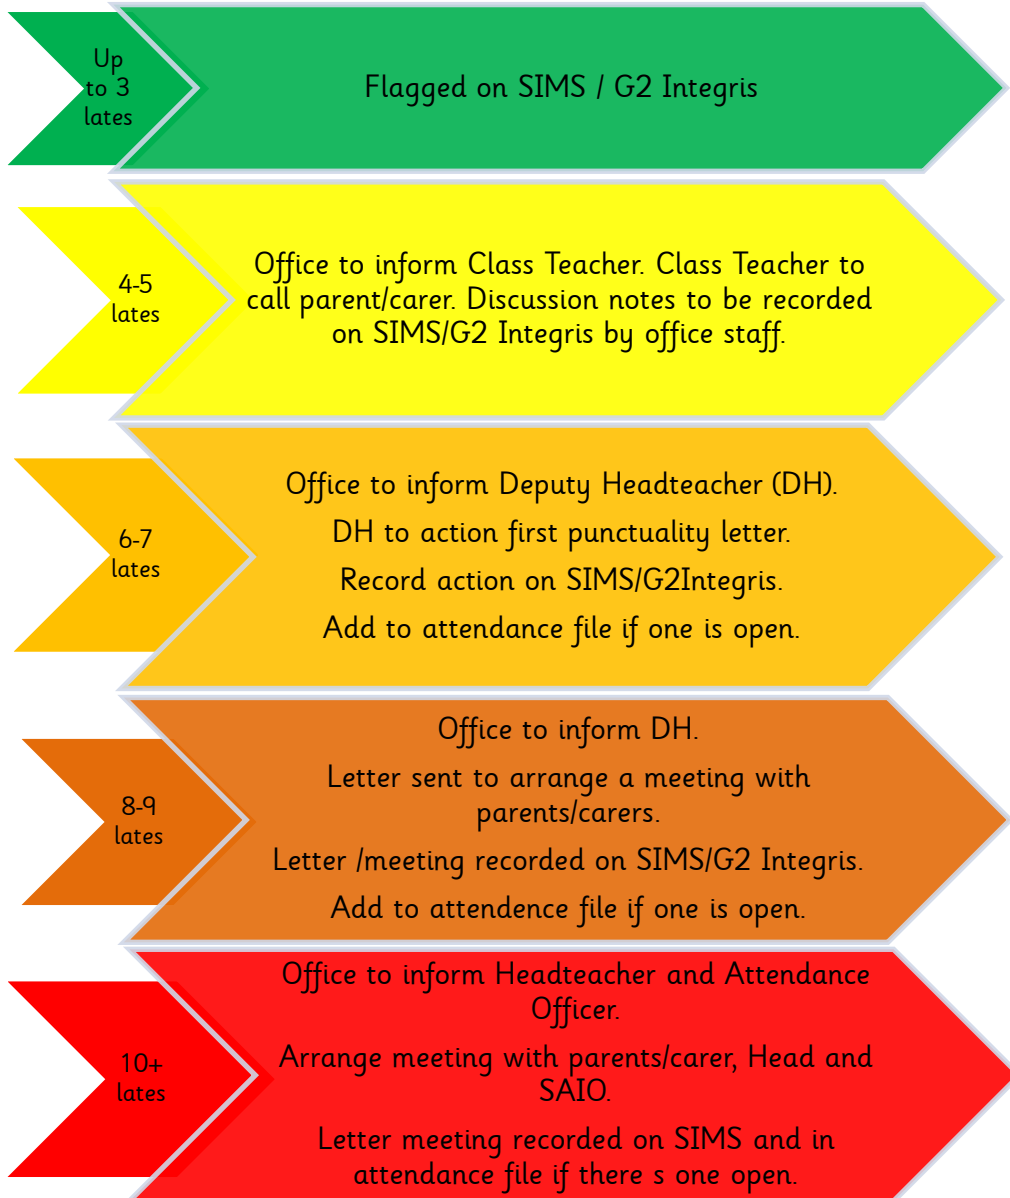 Up
to 3
lates
Flagged on SIMS / G2 Integris
4-5
lates
Office to inform Class Teacher. Class Teacher to
call parent/carer. Discussion notes to be recorded
on SIMS/G2 Integris by office staff.
6-7
lates
Office to inform Deputy Headteacher (DH).
DH to action first punctuality letter.
Record action on SIMS/G2Integris.
Add to attendance file if one is open.
8-9
lates
Office to inform DH.
Letter sent to arrange a meeting with
parents/carers.
Letter /meeting recorded on SIMS/G2 Integris.
Add to attendence file if one is open.
10+
lates
Office to inform Headteacher and Attendance
Officer.
Arrange meeting with parents/carer, Head and
SAIO.
Letter meeting recorded on SIMS and in
attendance file if there s one open.